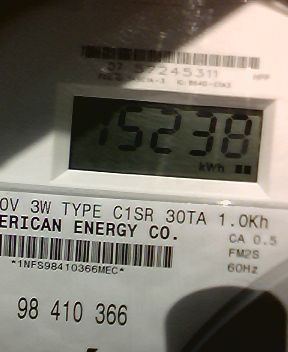 57245311
15238
kWh
0V 3W TYPE C1SR 30TA 1.0Kh
ERICAN ENERGY CO.
CA 0.5
FM2S
60Hz
*1NFS98410366MEC*
98 410 366